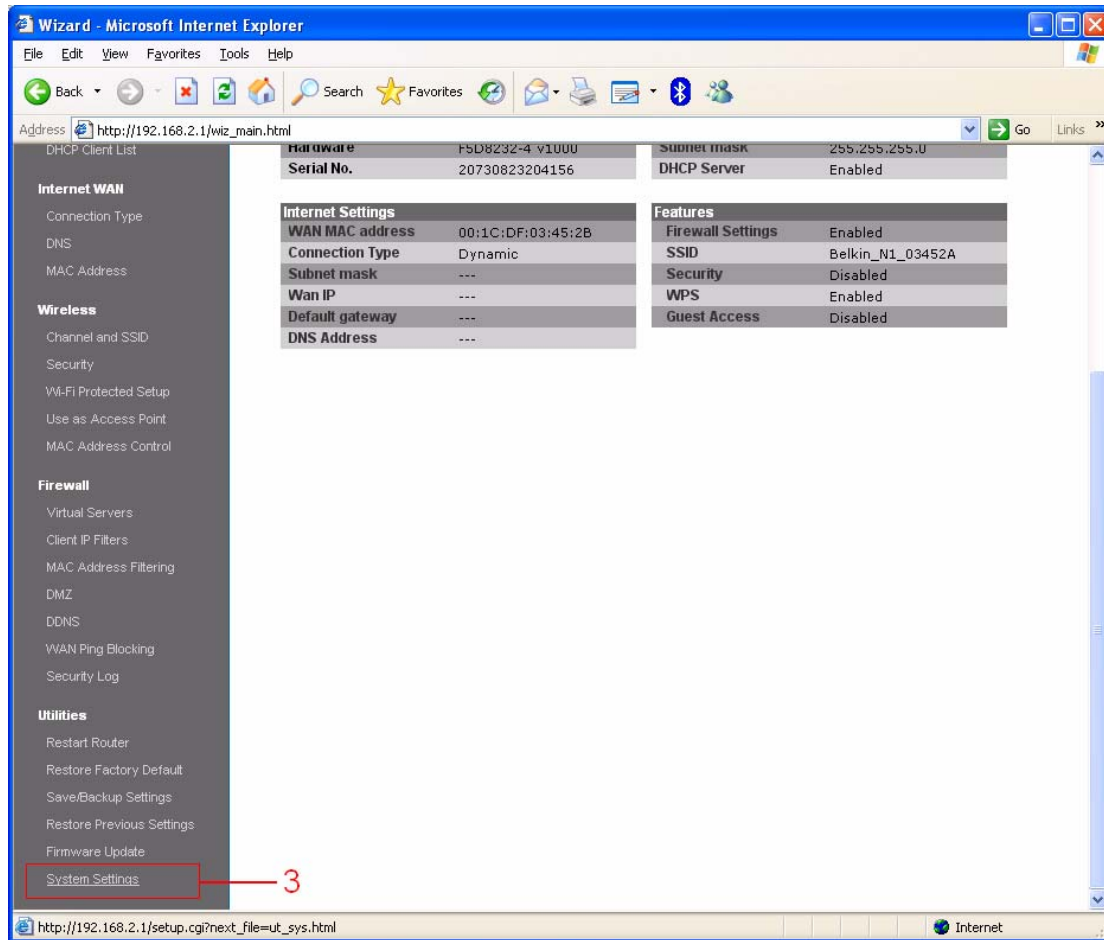 Wizard - Microsoft Internet Explorer
File Edit View Favorites Tools Help
Back Search Favorites
Address http://192.168.2.1/wiz_main.html Go Links »
DHCP Client List
Internet WAN
Connection Type
DNS
MAC Address
Wireless
Channel and SSID
Security
Wi-Fi Protected Setup
Use as Access Point
MAC Address Control
Firewall
Virtual Servers
Client IP Filters
MAC Address Filtering
DMZ
DDNS
WAN Ping Blocking
Security Log
Utilities
Restart Router
Restore Factory Default
Save/Backup Settings
Restore Previous Settings
Firmware Update
System Settings
3
Hardware F5D8232-4 v1000
Serial No. 20730823204156
Subnet mask 255.255.255.0
DHCP Server Enabled
Internet Settings
WAN MAC address 00:1C:DF:03:45:2B
Connection Type Dynamic
Subnet mask ---
Wan IP ---
Default gateway ---
DNS Address ---
Features
Firewall Settings Enabled
SSID Belkin_N1_03452A
Security Disabled
WPS Enabled
Guest Access Disabled
http://192.168.2.1/setup.cgi?next_file=ut_sys.html Internet